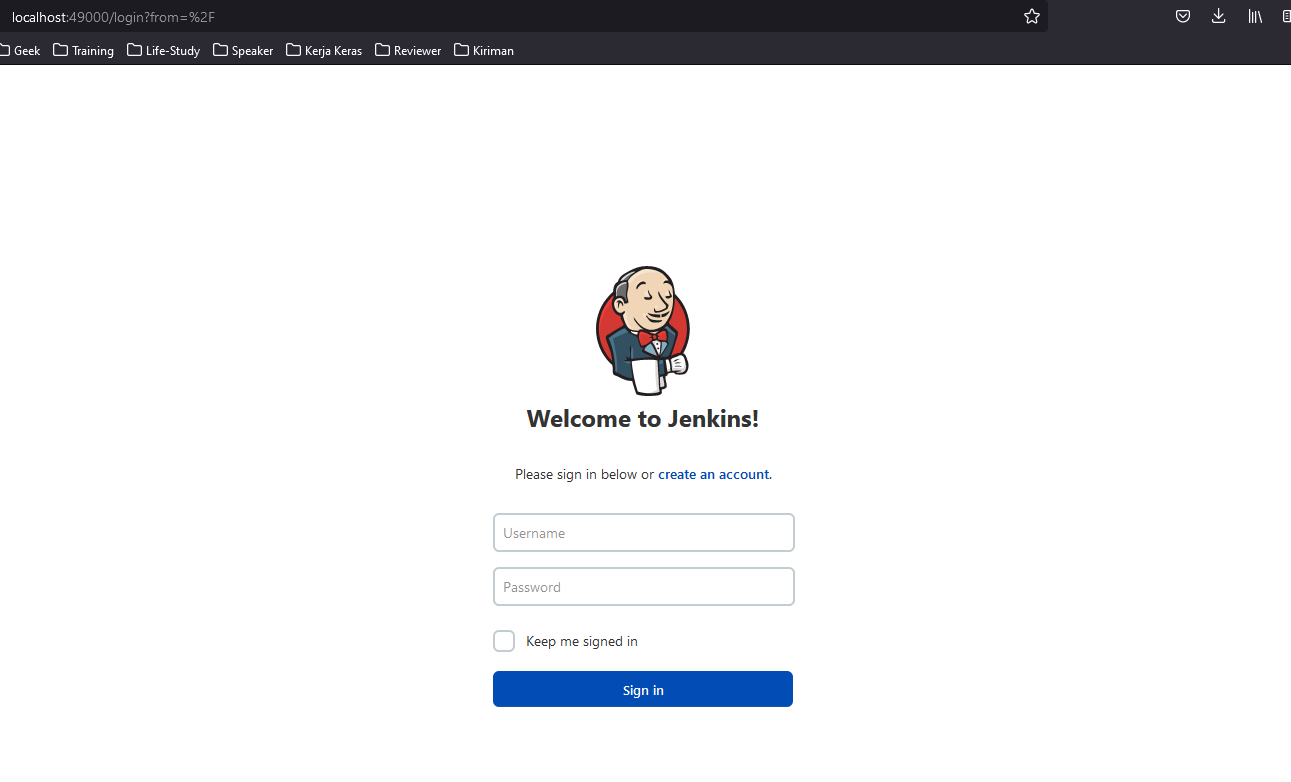 localhost:49000/login?from=%2F
Geek Training Life-Study Speaker Kerja Keras Reviewer Kiriman
Welcome to Jenkins!
Please sign in below or create an account.
Username
Password
Keep me signed in
Sign in